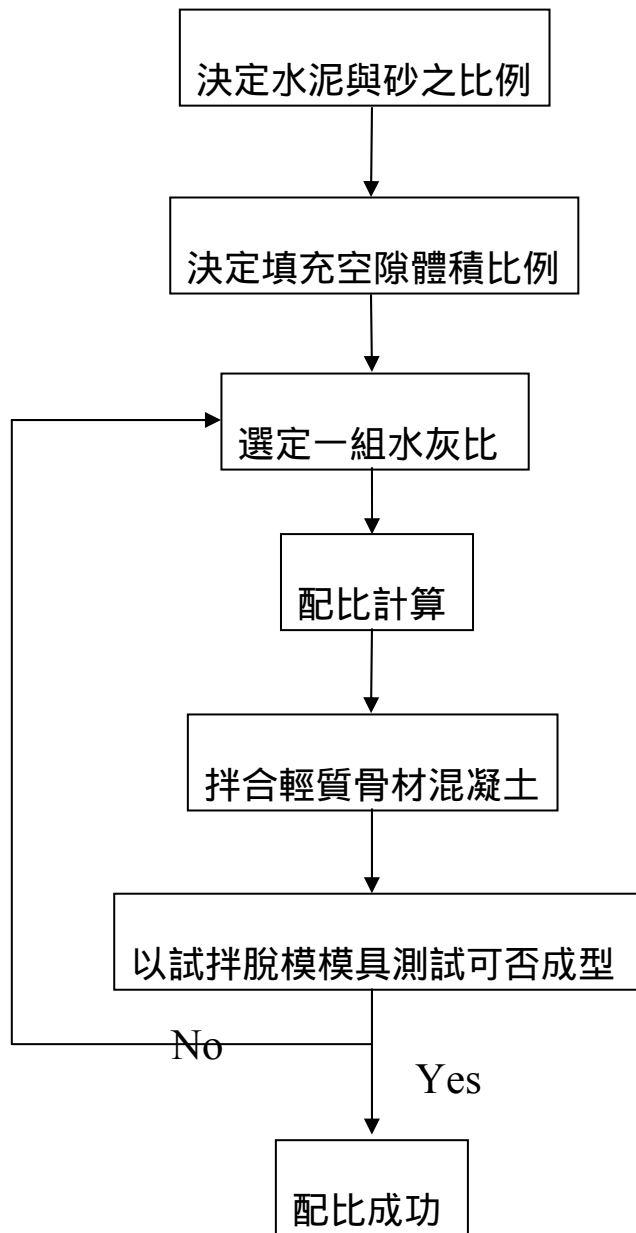 決定水泥與砂之比例
決定填充空隙體積比例
選定一組水灰比
配比計算
拌合輕質骨材混凝土
以試拌脫模模具測試可否成型
No
Yes
配比成功